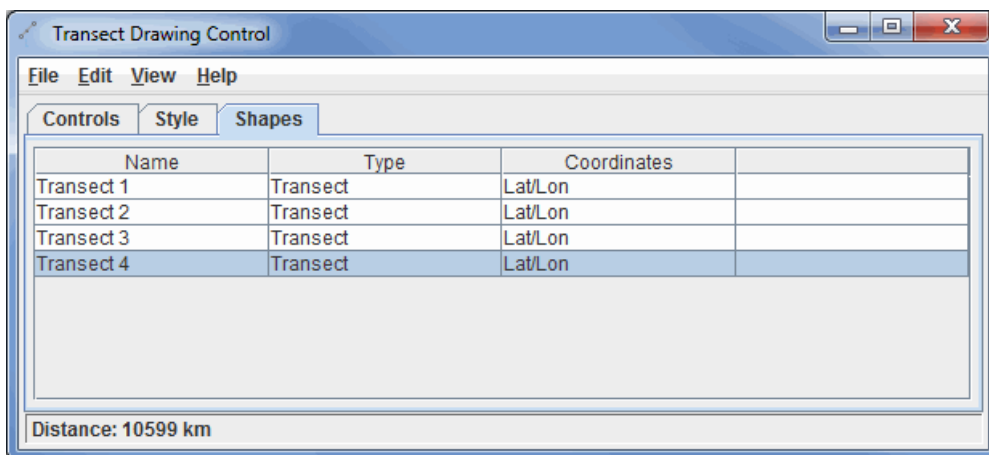 Transect Drawing Control
File Edit View Help
Controls Style Shapes
Name Type Coordinates
Transect 1 Transect Lat/Lon
Transect 2 Transect Lat/Lon
Transect 3 Transect Lat/Lon
Transect 4 Transect Lat/Lon
Distance: 10599 km